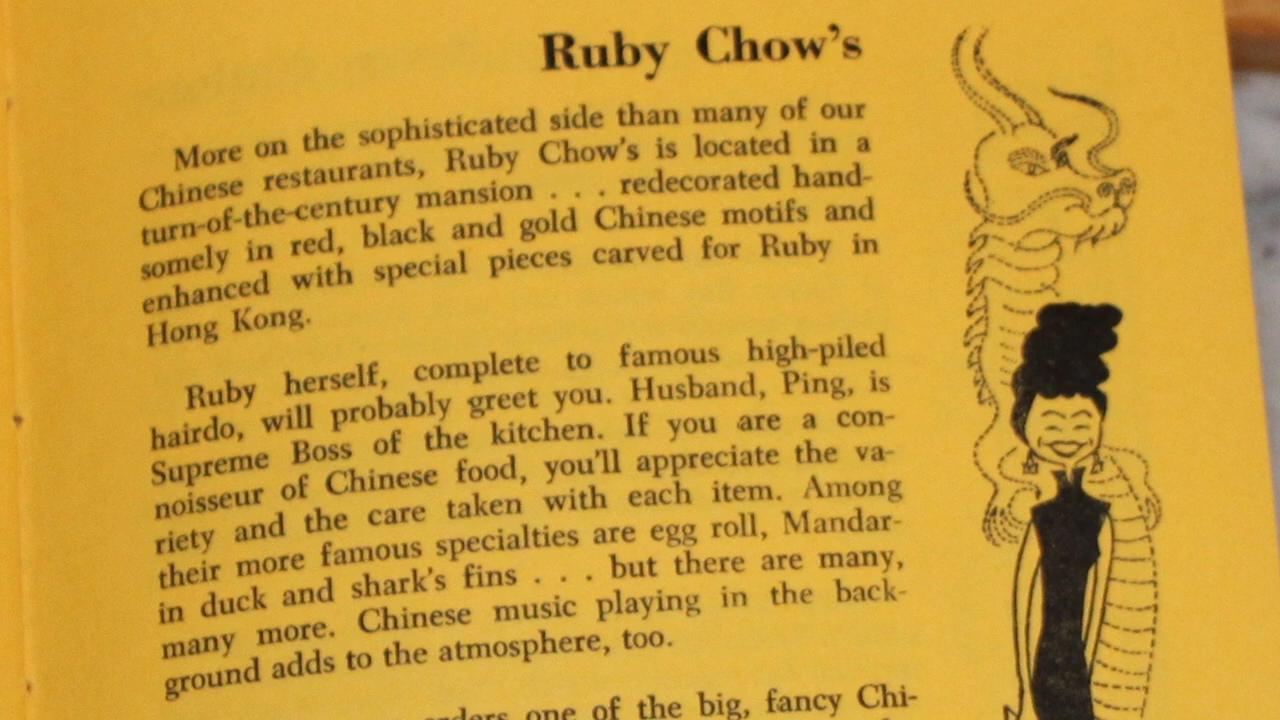 Ruby Chow's
More on the sophisticated side than many of our
Chinese restaurants, Ruby Chow's is located in a
turn-of-the-century mansion . . . redecorated hand-
somely in red, black and gold Chinese motifs and
enhanced with special pieces carved for Ruby in
Hong Kong.
Ruby herself, complete to famous high-piled
hairdo, will probably greet you. Husband, Ping, is
Supreme Boss of the kitchen. If you are a con-
noisseur of Chinese food, you'll appreciate the va-
riety and the care taken with each item. Among
their more famous specialties are egg roll, Mandar-
in duck and shark's fins . . . but there are many,
many more. Chinese music playing in the back-
ground adds to the atmosphere, too.
one of the big, fancy Chi-